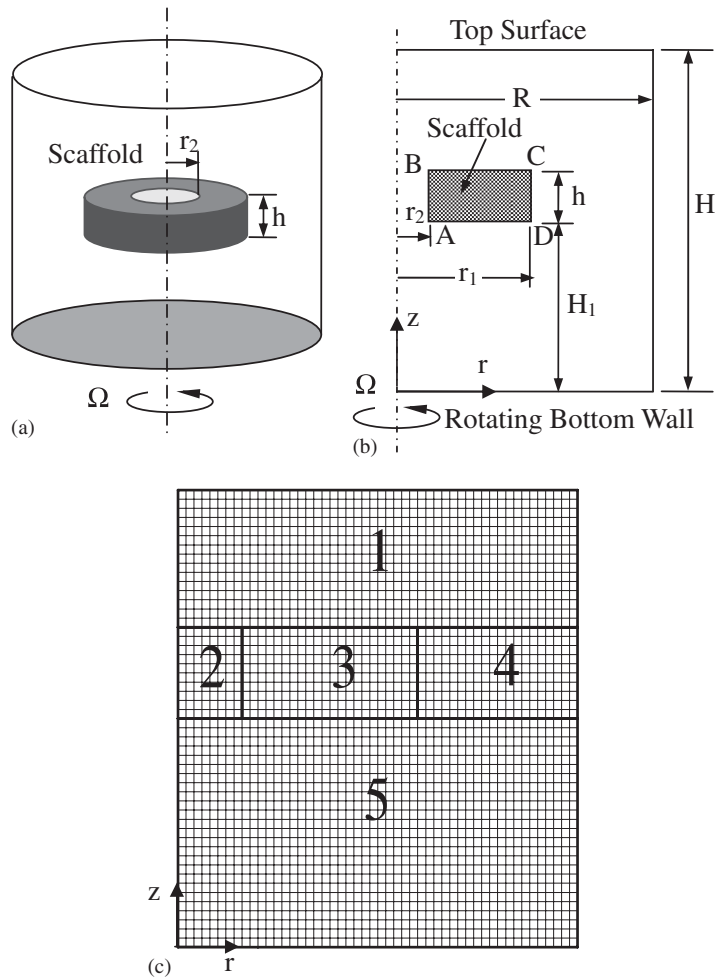 Scaffold
r₂
h
Ω
(a)
Top Surface
R
Scaffold
B
C
h
H
r₂
A
D
r₁
H₁
z
r
Ω
Rotating Bottom Wall
(b)
1
2
3
4
5
z
r
(c)